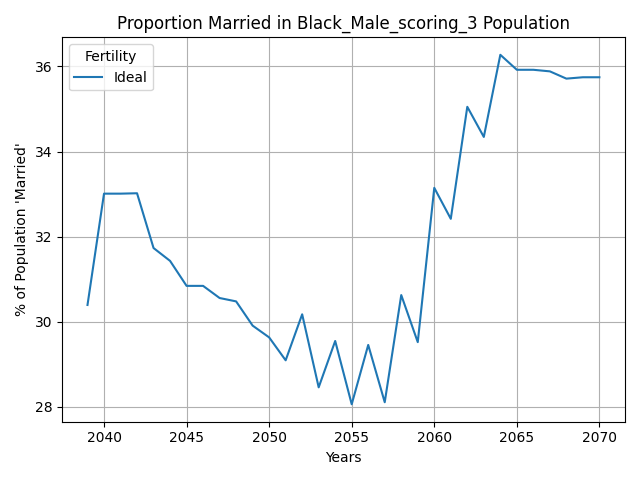 Proportion Married in Black_Male_scoring_3 Population
Fertility
Ideal
% of Population 'Married'
36
34
32
30
28
2040 2045 2050 2055 2060 2065 2070
Years